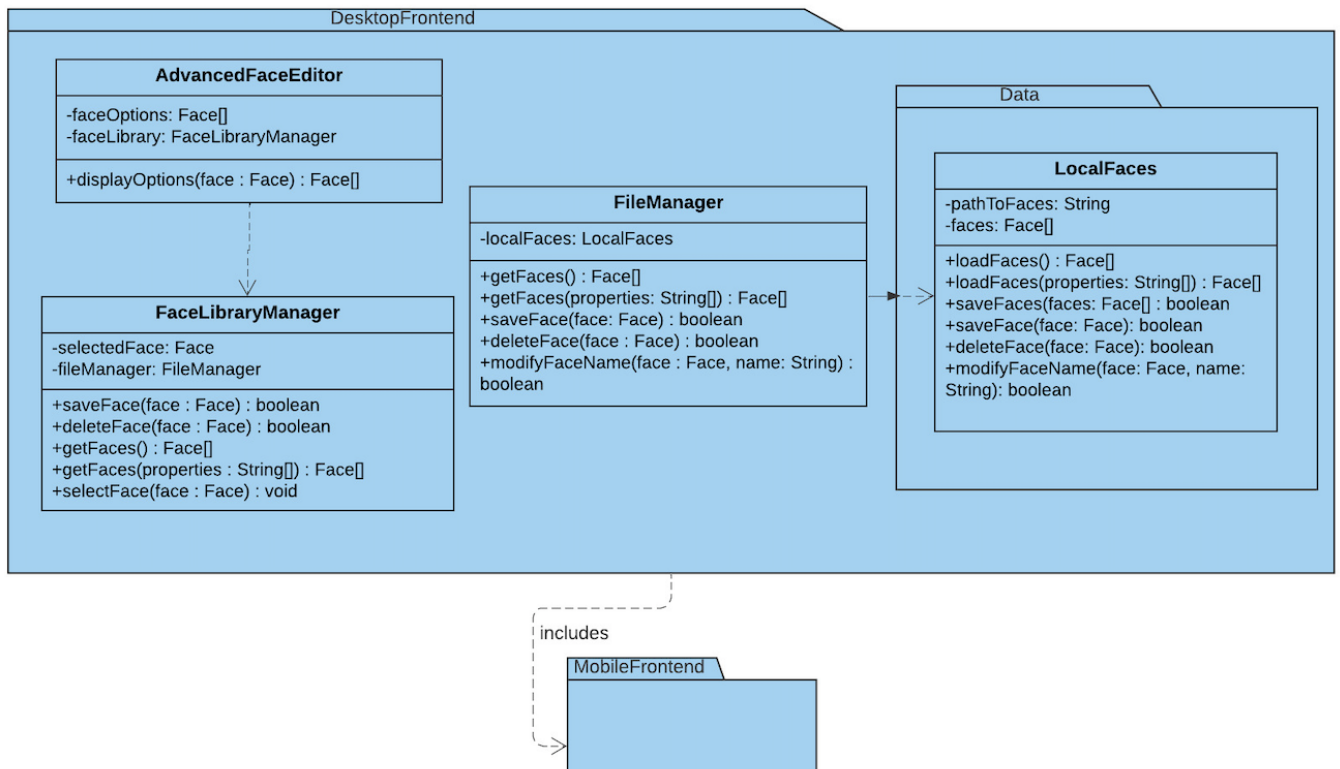 DesktopFrontend
AdvancedFaceEditor
-faceOptions: Face[]
-faceLibrary: FaceLibraryManager
+displayOptions(face : Face) : Face[]
FaceLibraryManager
-selectedFace: Face
-fileManager: FileManager
+saveFace(face : Face) : boolean
+deleteFace(face : Face) : boolean
+getFaces() : Face[]
+getFaces(properties : String[]) : Face[]
+selectFace(face : Face) : void
FileManager
-localFaces: LocalFaces
+getFaces() : Face[]
+getFaces(properties: String[]) : Face[]
+saveFace(face: Face) : boolean
+deleteFace(face : Face) : boolean
+modifyFaceName(face : Face, name: String) :
boolean
Data
LocalFaces
-pathToFaces: String
-faces: Face[]
+loadFaces() : Face[]
+loadFaces(properties: String[]) : Face[]
+saveFaces(faces: Face[] : boolean
+saveFace(face: Face): boolean
+deleteFace(face: Face): boolean
+modifyFaceName(face: Face, name:
String): boolean
includes
MobileFrontend